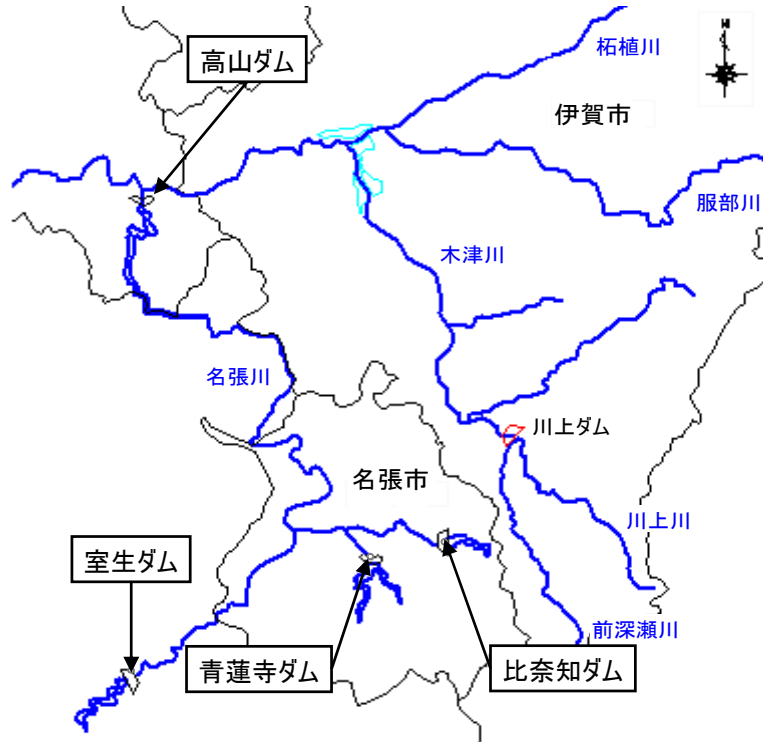 柘植川
高山ダム
伊賀市
服部川
木津川
名張川
川上ダム
名張市
川上川
室生ダム
前深瀬川
青蓮寺ダム
比奈知ダム